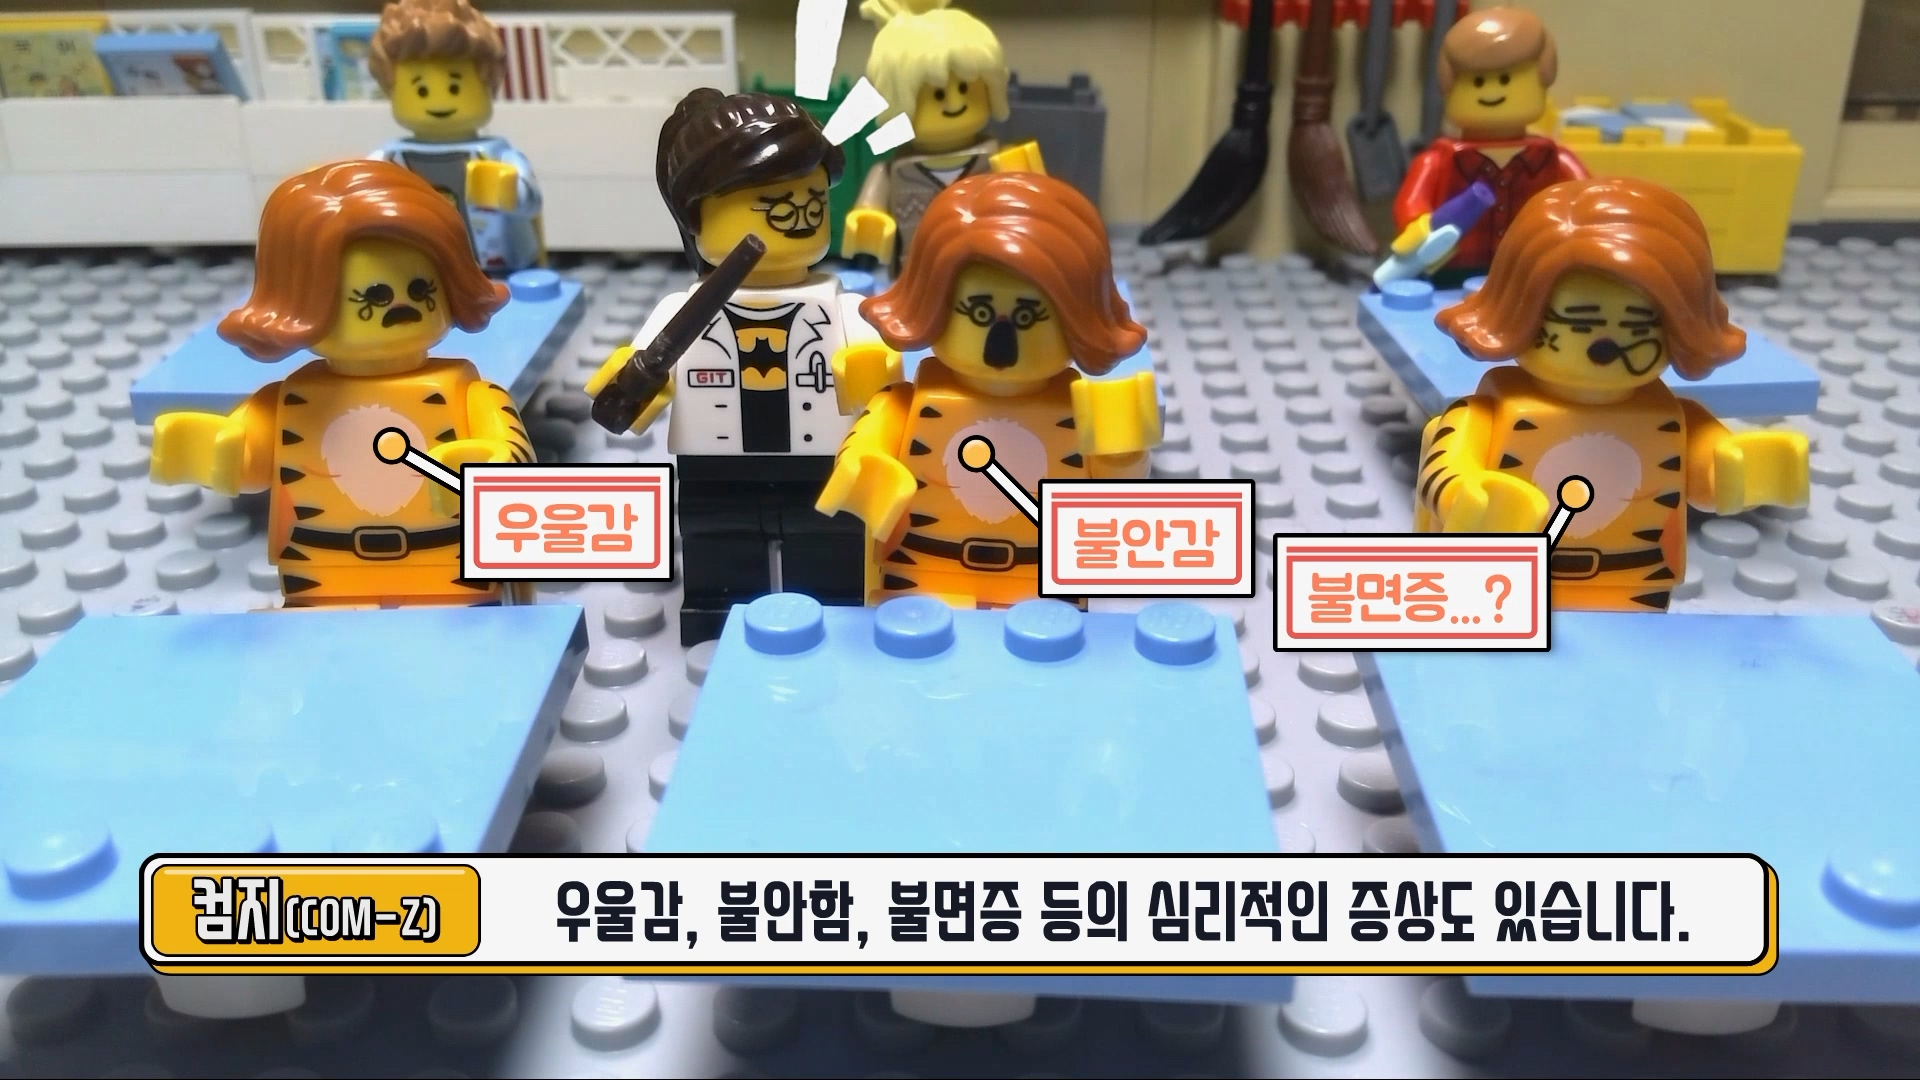 GIT
우울감
불안감
불면증...?
컴지(COM-Z)
우울감, 불안함, 불면증 등의 심리적인 증상도 있습니다.